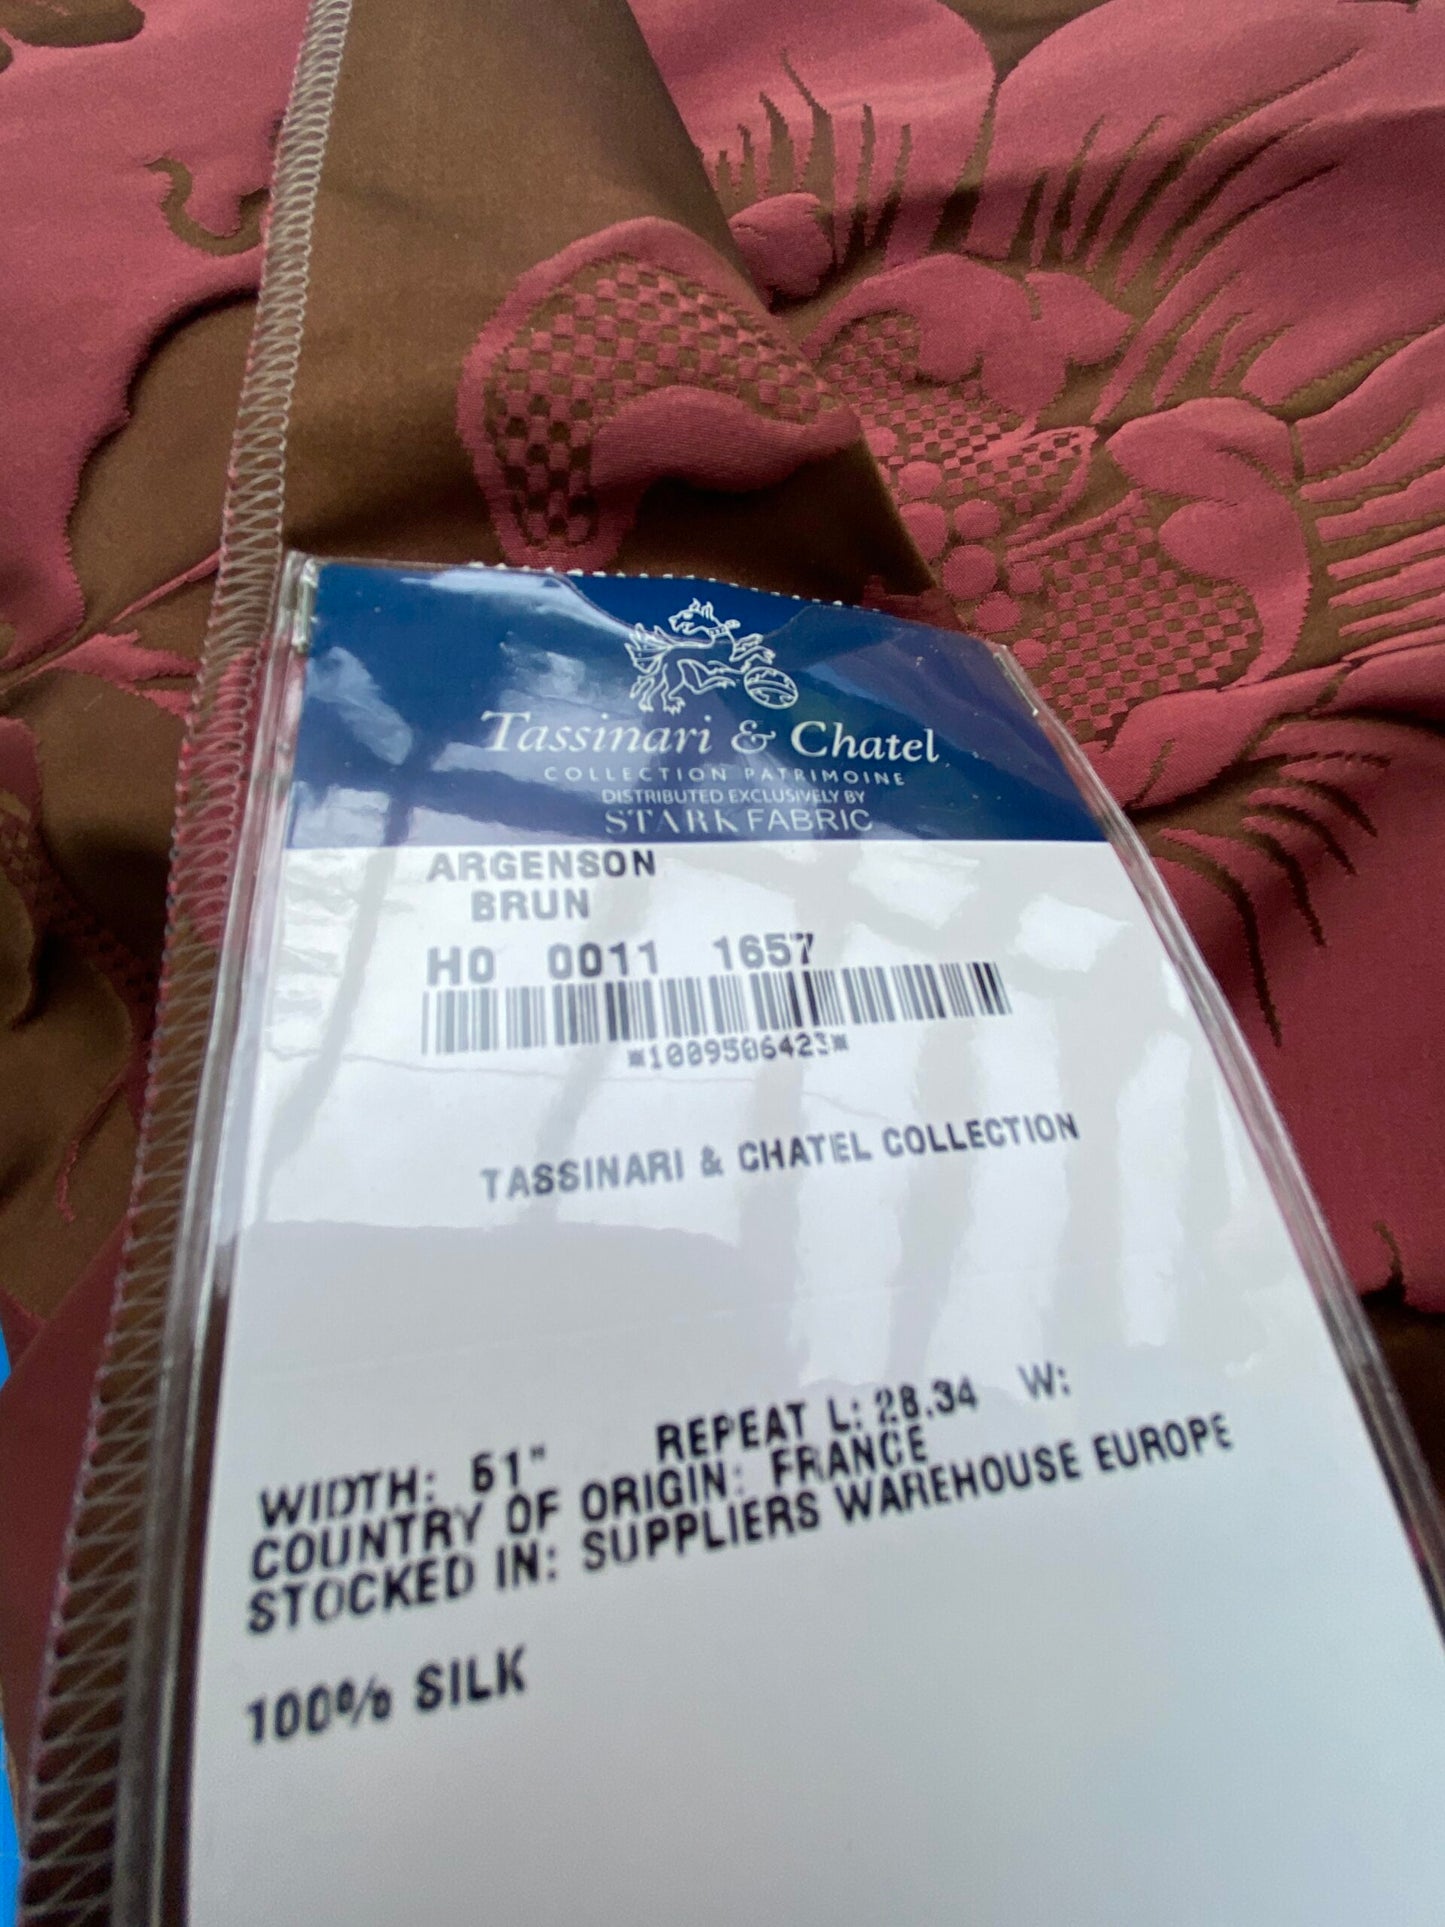 Tassinari & Chatel
COLLECTION PATRIMOINE
DISTRIBUTED EXCLUSIVELY BY
STARK FABRIC
ARGENSON
BRUN
HO 0011 1657
*1009506423*
TASSINARI & CHATEL COLLECTION
WIDTH: 51" REPEAT L: 28.34 W:
COUNTRY OF ORIGIN: FRANCE
STOCKED IN: SUPPLIERS WAREHOUSE EUROPE
100% SILK